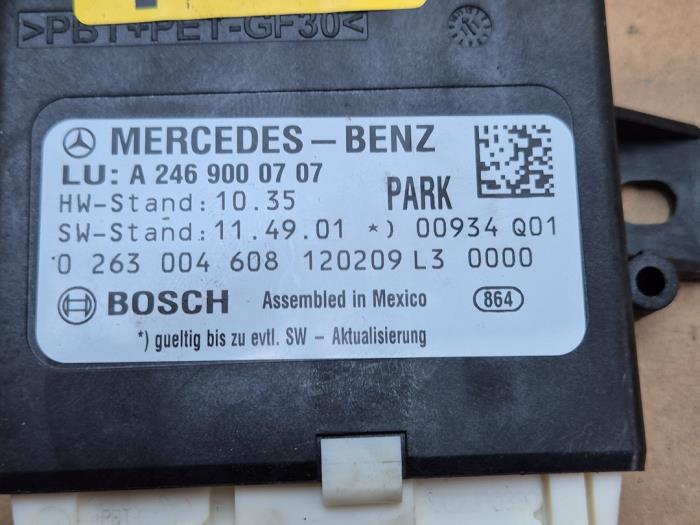 >PBT+PET-GF30<
MERCEDES-BENZ
LU: A 246 900 07 07
HW-Stand: 10.35 PARK
SW-Stand: 11.49.01 *) 00934 Q01
0 263 004 608 120209 L3 0000
BOSCH Assembled in Mexico 864
*) gueltig bis zu evtl. SW - Aktualisierung